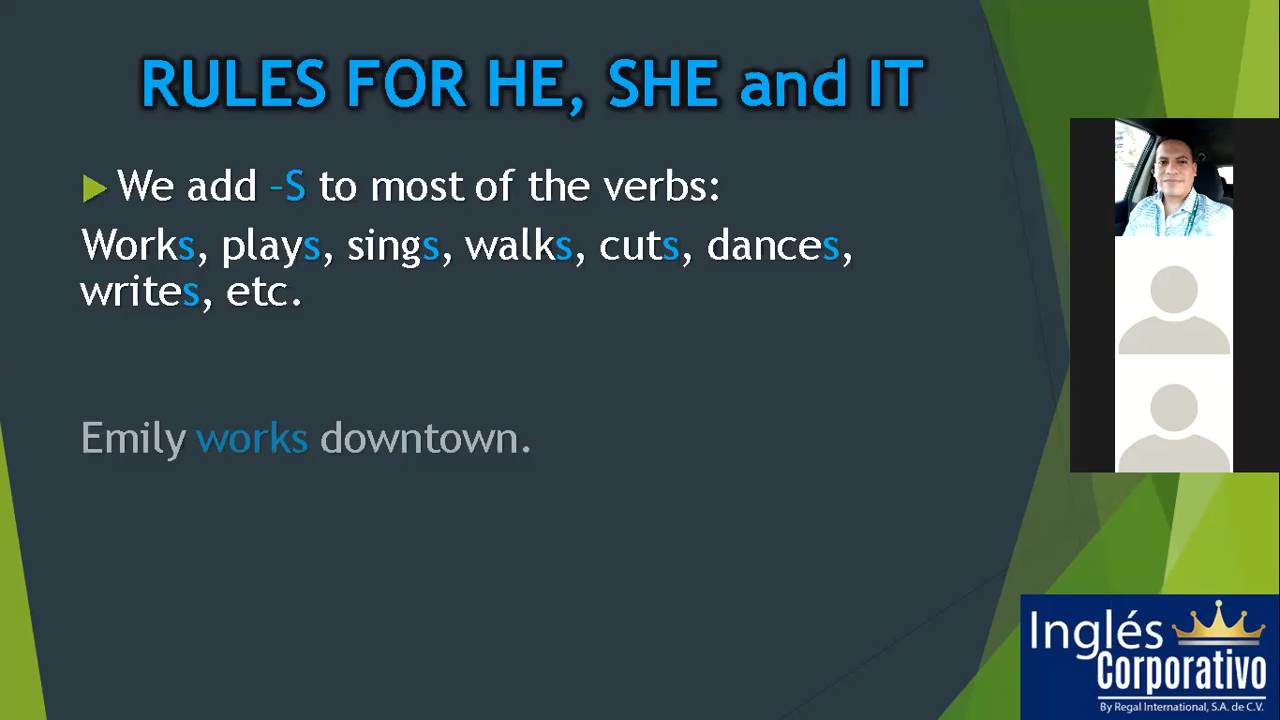 RULES FOR HE, SHE and IT
We add –S to most of the verbs:
Works, plays, sings, walks, cuts, dances,
writes, etc.
Emily works downtown.
Inglés
Corporativo
By Regal International, S.A. de C.V.